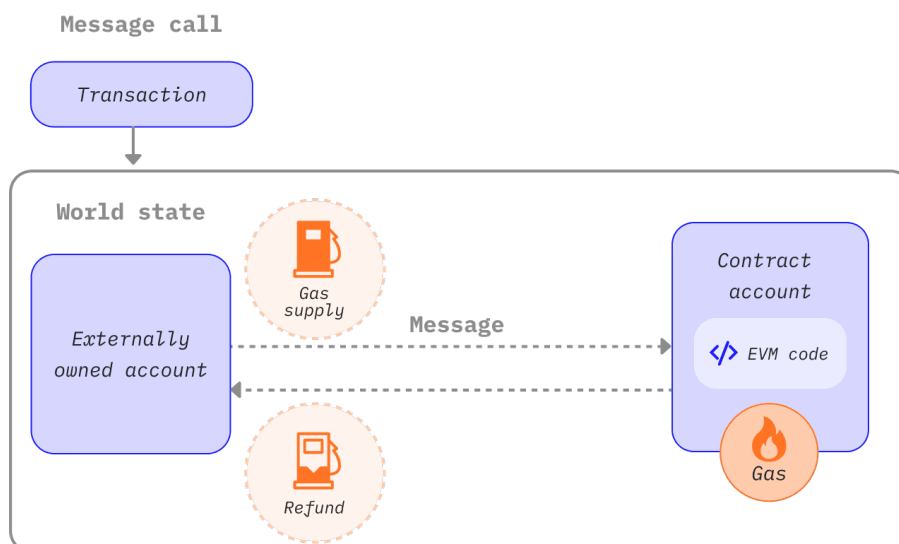 Message call
Transaction
World state
Gas
supply
Externally
owned account
Message
Contract
account
</> EVM code
Gas
Refund